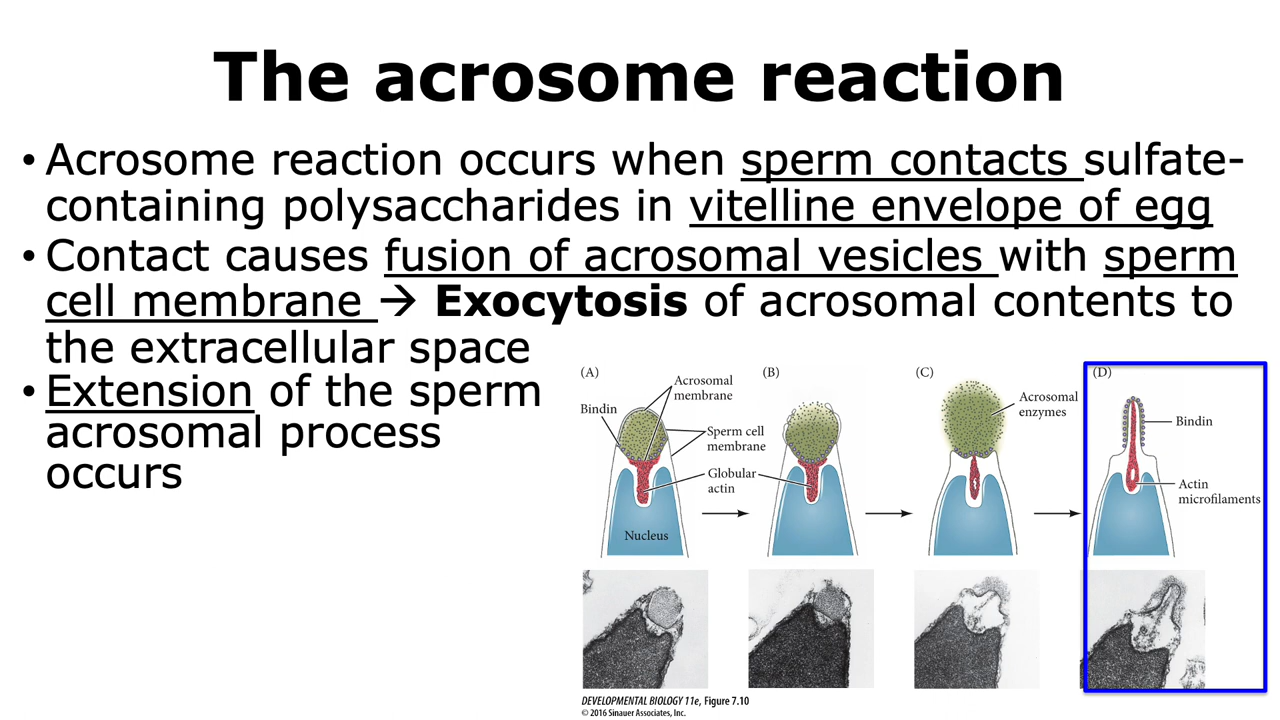 The acrosome reaction
• Acrosome reaction occurs when sperm contacts sulfate-
containing polysaccharides in vitelline envelope of egg
• Contact causes fusion of acrosomal vesicles with sperm
cell membrane → Exocytosis of acrosomal contents to
the extracellular space
• Extension of the sperm
acrosomal process
occurs
(A)
Bindin
Acrosomal
membrane
Sperm cell
membrane
Globular
actin
Nucleus
(B)
(C)
Acrosomal
enzymes
(D)
Bindin
Actin
microfilaments
DEVELOPMENTAL BIOLOGY 11e, Figure 7.10
© 2016 Sinauer Associates, Inc.